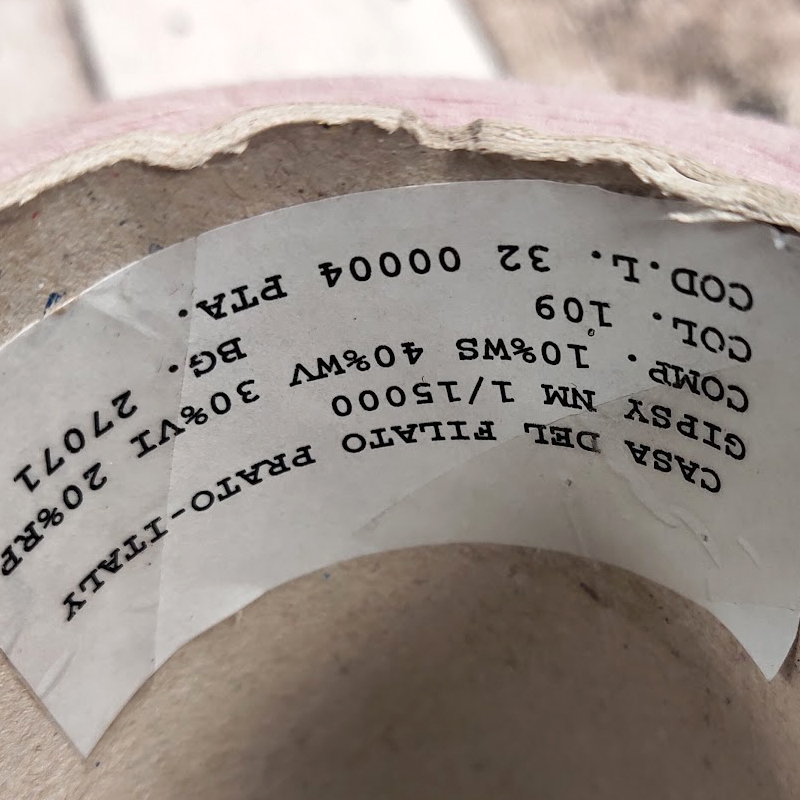 CASA DEL FILATO PRATO-ITALY
GIPSY NM 1/15000
COMP. 10%WS 40%WV 30%VI 20%RP
COL. 109 BG. 27071
COD.L. 32 00004 PTA.